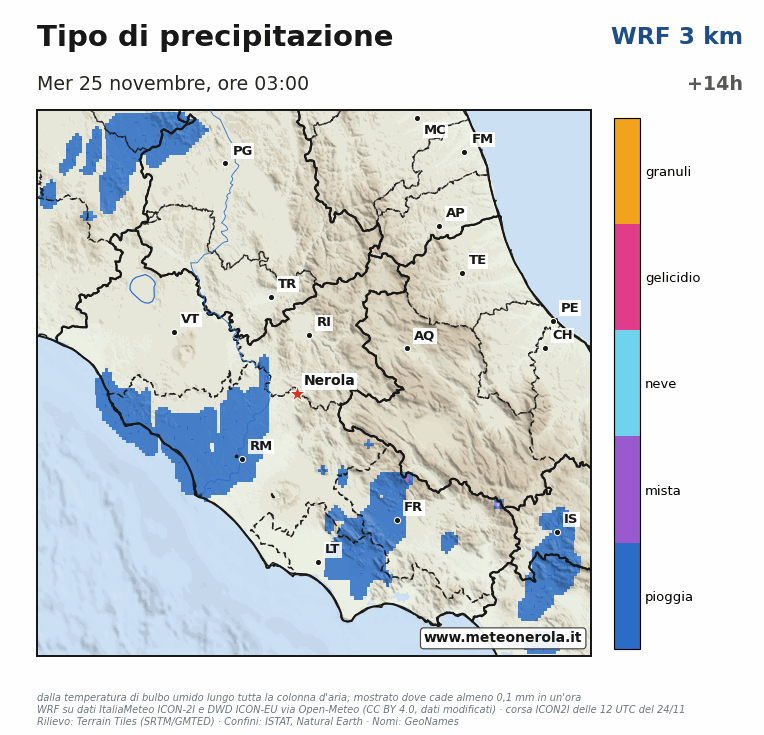 Tipo di precipitazione
WRF 3 km
Mer 25 novembre, ore 03:00
+14h
MC
FM
PG
granuli
AP
TE
gelicidio
TR
PE
VT
RI
AQ
CH
neve
Nerola
RM
mista
FR
IS
LT
pioggia
www.meteonerola.it
dalla temperatura di bulbo umido lungo tutta la colonna d'aria; mostrato dove cade almeno 0,1 mm in un'ora
WRF su dati ItaliaMeteo ICON-2I e DWD ICON-EU via Open-Meteo (CC BY 4.0, dati modificati) · corsa ICON2I delle 12 UTC del 24/11
Rilievo: Terrain Tiles (SRTM/GMTED) · Confini: ISTAT, Natural Earth · Nomi: GeoNames